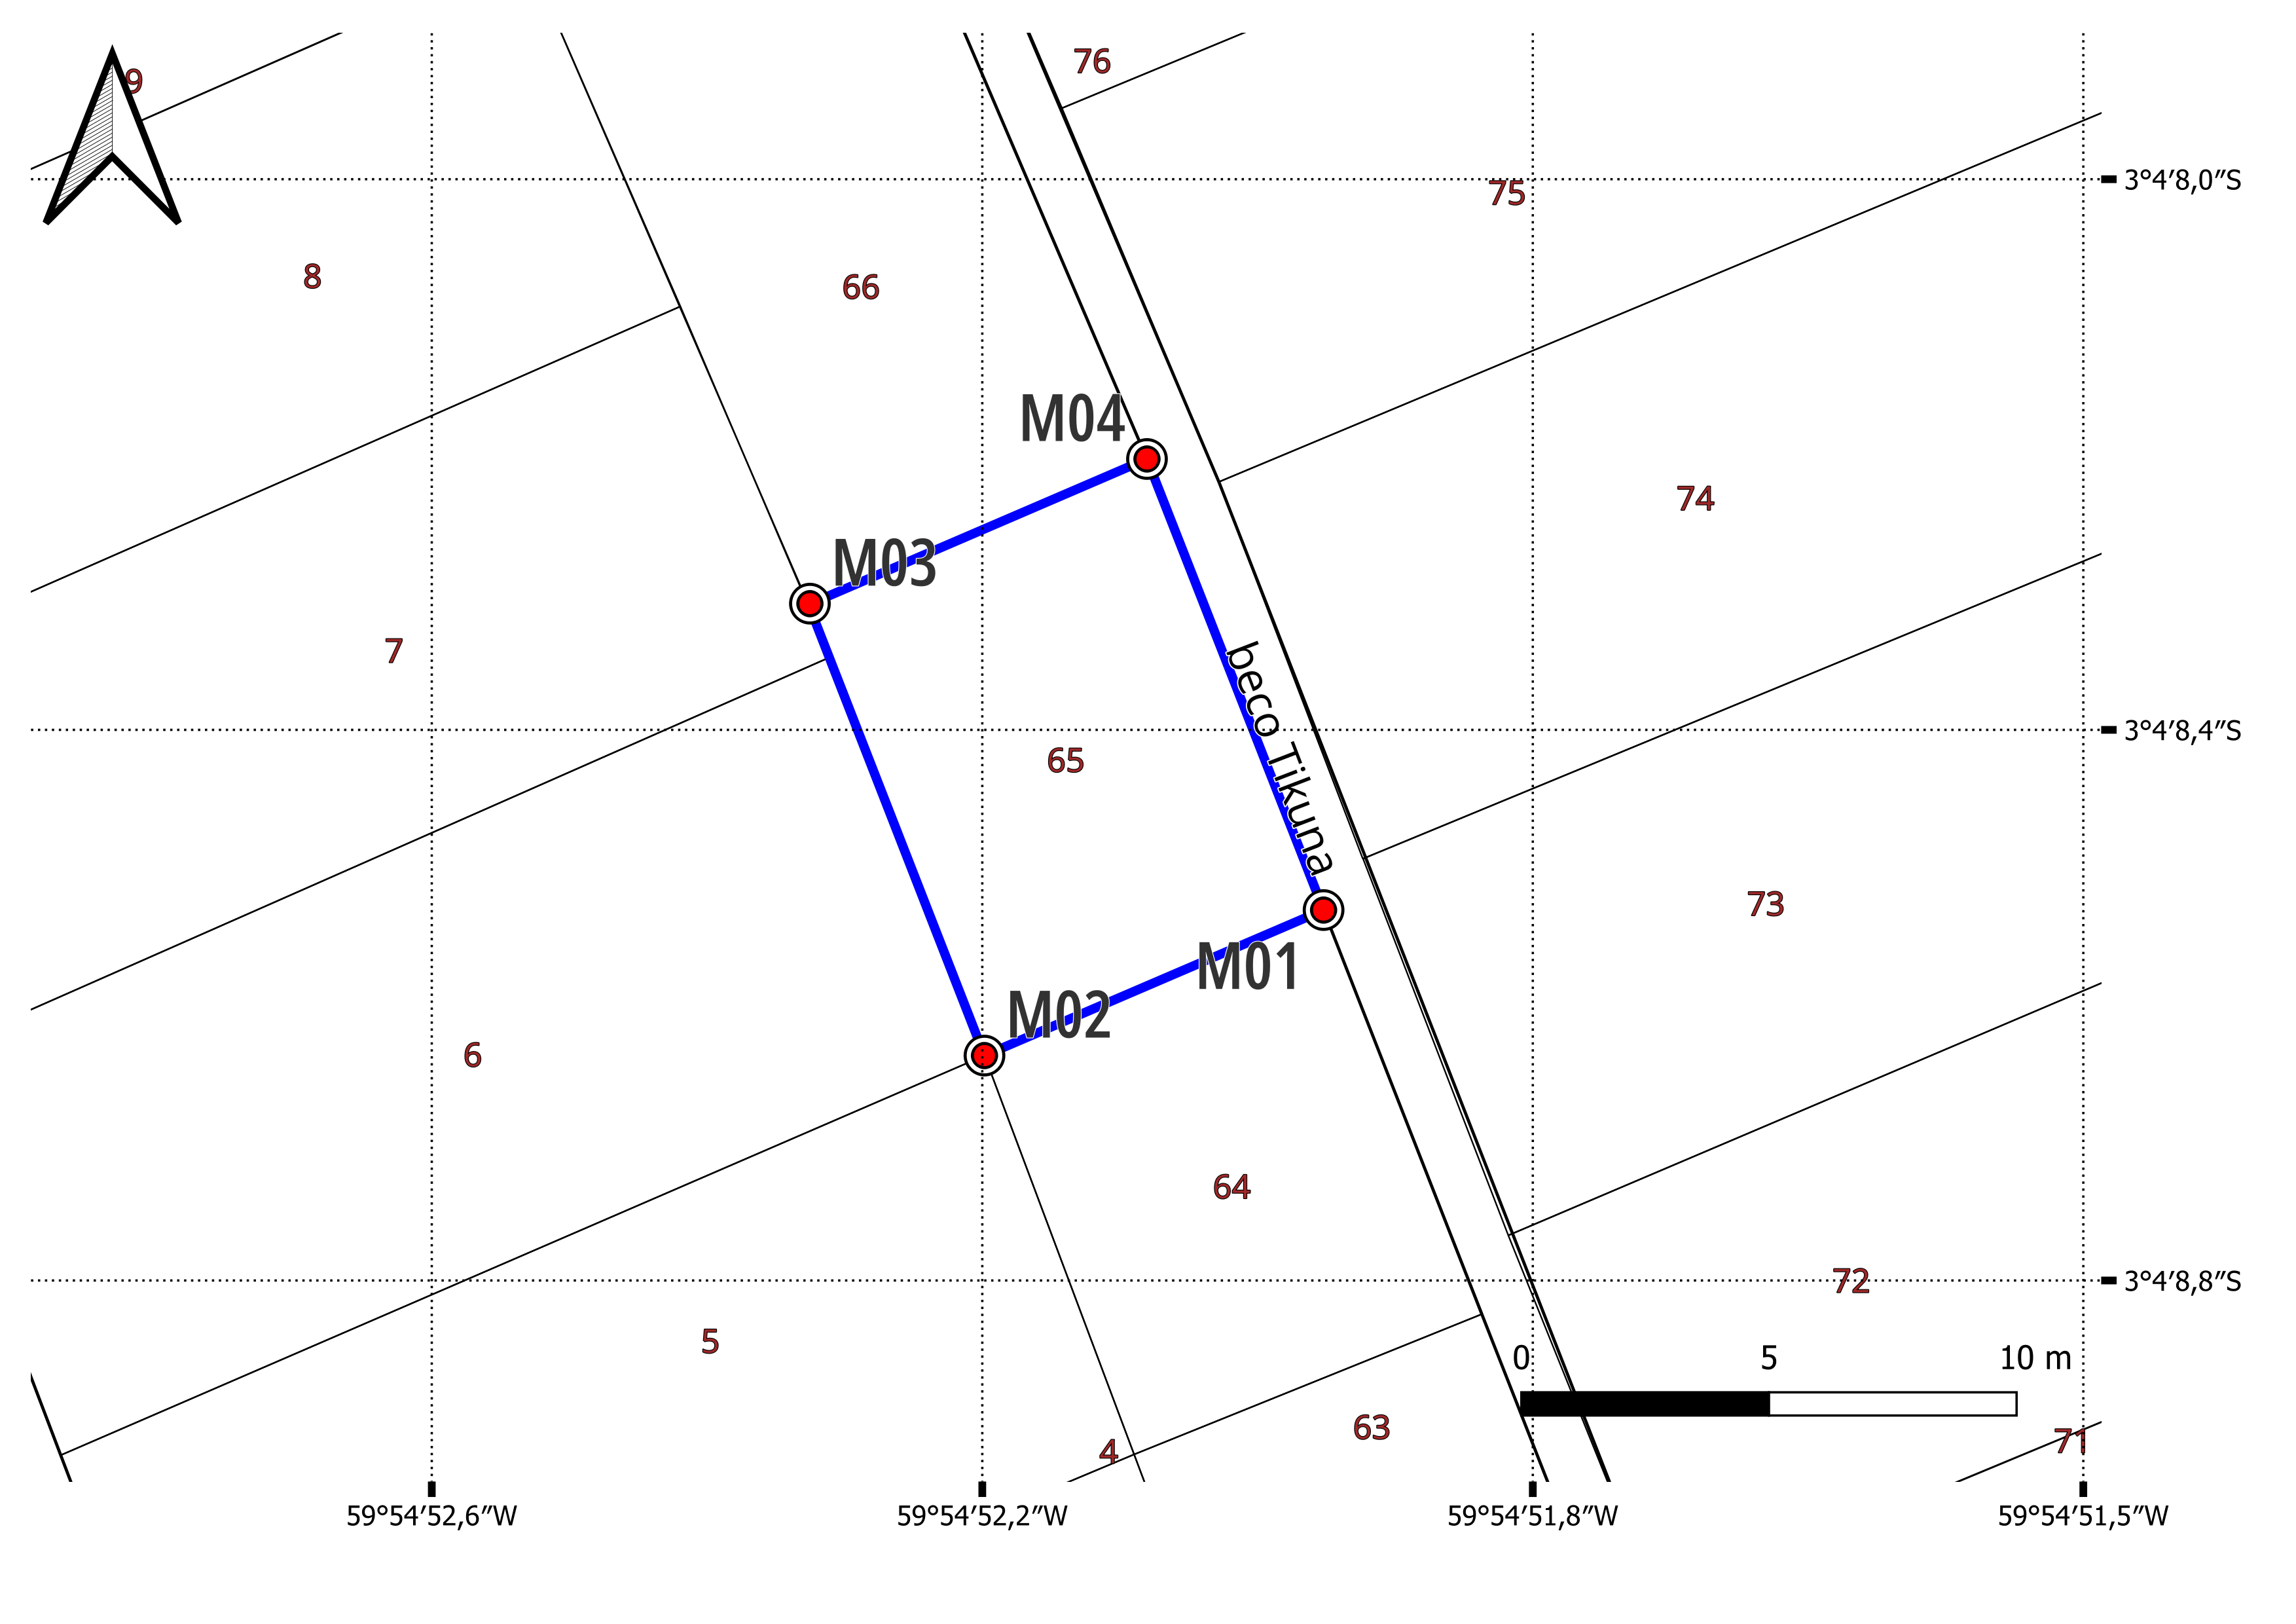 76
9
3°4′8,0″S
75
8
66
M04
74
M03
7
beco Tikuna
3°4′8,4″S
65
73
M01
M02
6
64
72
3°4′8,8″S
5
0 5 10 m
63
71
4
59°54′52,6″W 59°54′52,2″W 59°54′51,8″W 59°54′51,5″W